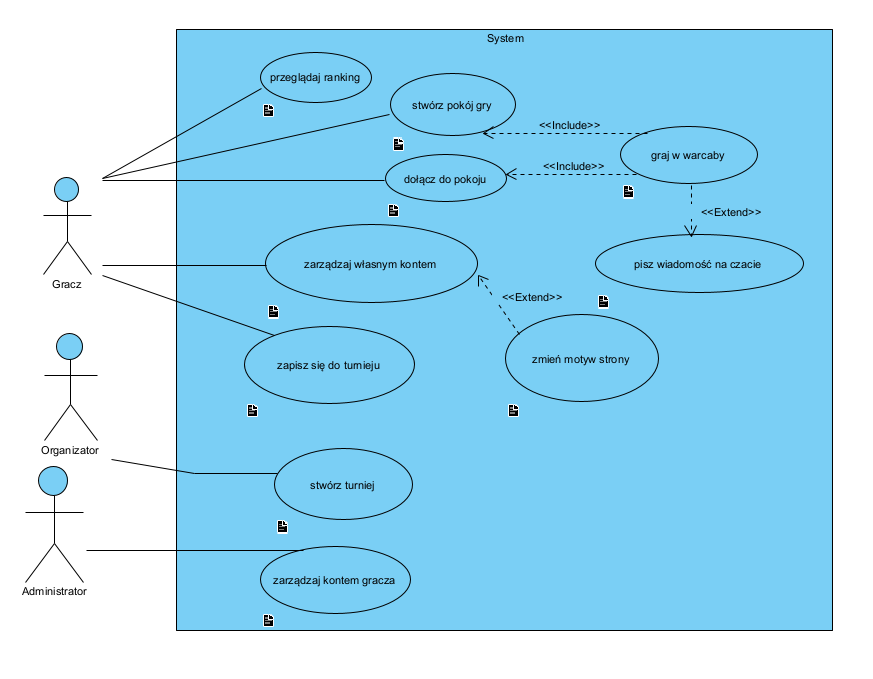 System
przeglądaj ranking
stwórz pokój gry
<<Include>>
graj w warcaby
<<Include>>
dołącz do pokoju
<<Extend>>
Gracz
zarządzaj własnym kontem
pisz wiadomość na czacie
<<Extend>>
zapisz się do turnieju
zmień motyw strony
Organizator
stwórz turniej
zarządzaj kontem gracza
Administrator